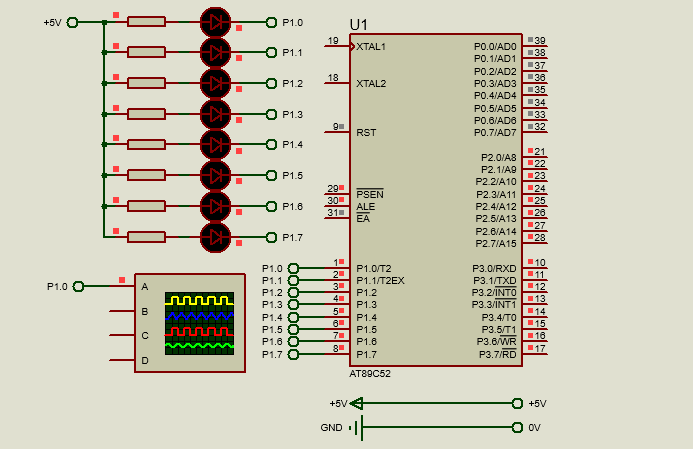 +5V
P1.0
P1.1
P1.2
P1.3
P1.4
P1.5
P1.6
P1.7
P1.0
A
B
C
D
U1
19 XTAL1
18 XTAL2
9 RST
29 PSEN
30 ALE
31 EA
P1.0 1 P1.0/T2
P1.1 2 P1.1/T2EX
P1.2 3 P1.2
P1.3 4 P1.3
P1.4 5 P1.4
P1.5 6 P1.5
P1.6 7 P1.6
P1.7 8 P1.7
P0.0/AD0 39
P0.1/AD1 38
P0.2/AD2 37
P0.3/AD3 36
P0.4/AD4 35
P0.5/AD5 34
P0.6/AD6 33
P0.7/AD7 32
P2.0/A8 21
P2.1/A9 22
P2.2/A10 23
P2.3/A11 24
P2.4/A12 25
P2.5/A13 26
P2.6/A14 27
P2.7/A15 28
P3.0/RXD 10
P3.1/TXD 11
P3.2/INT0 12
P3.3/INT1 13
P3.4/T0 14
P3.5/T1 15
P3.6/WR 16
P3.7/RD 17
AT89C52
+5V +5V
GND 0V